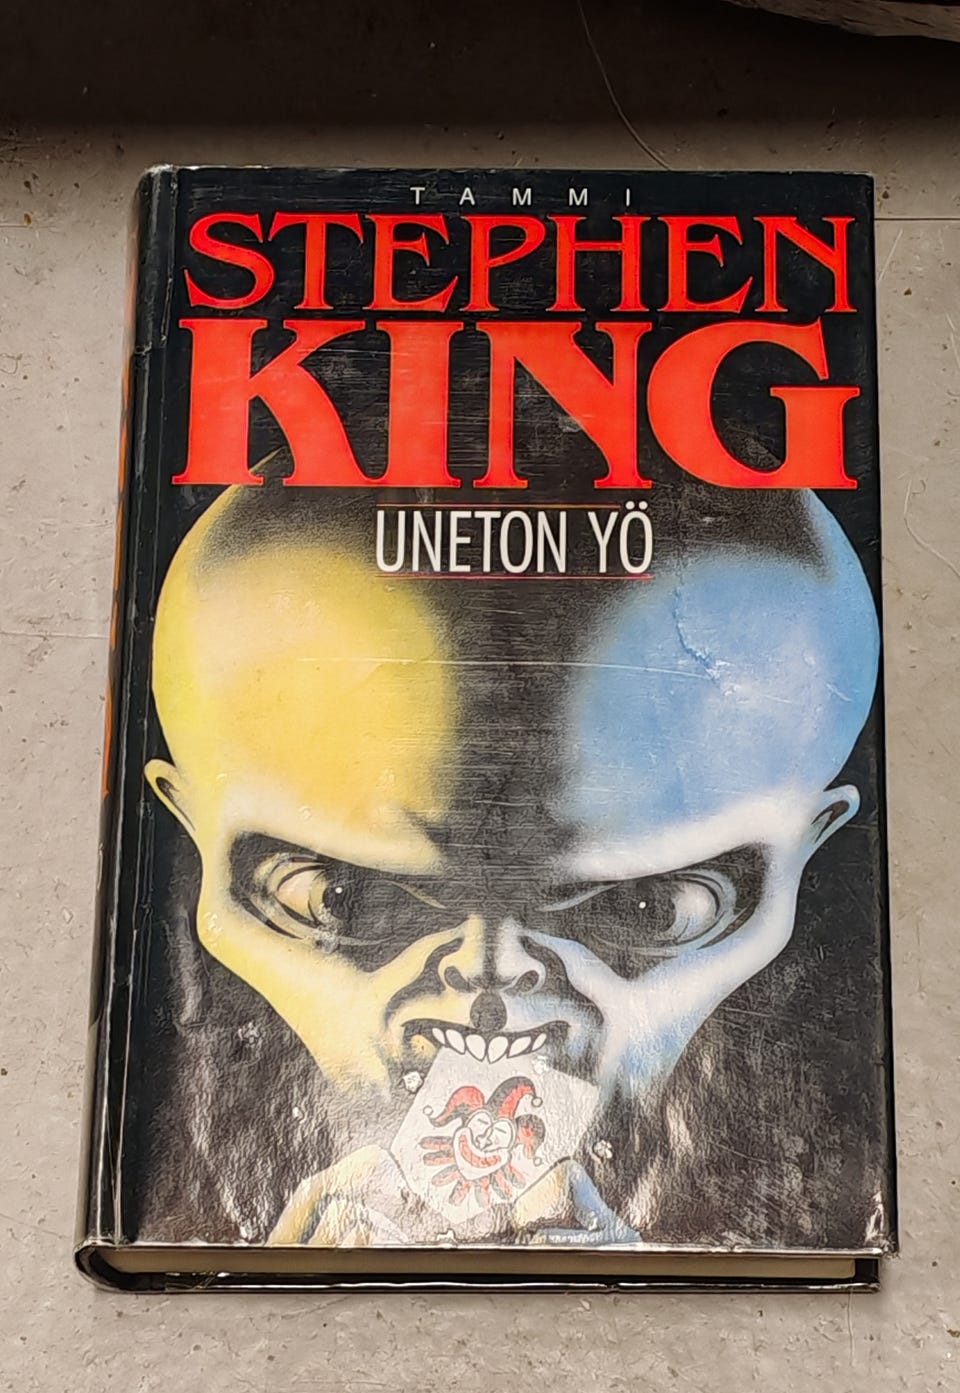 TAMMI
STEPHEN
KING
UNETON YÖ